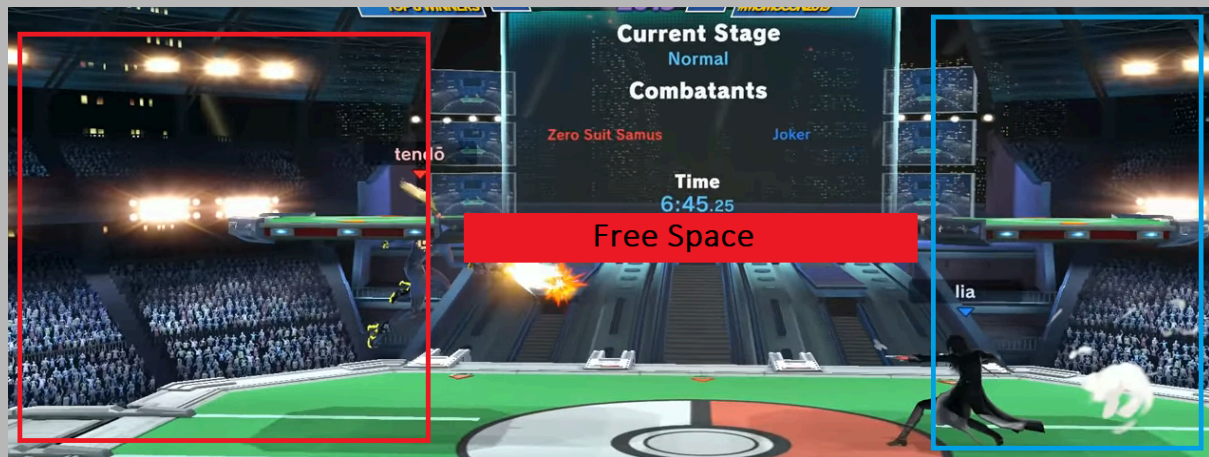 TOP 8 WINNERS
2019
Current Stage
Normal
Combatants
Zero Suit Samus
Joker
tendō
Time
6:45.25
Free Space
lia